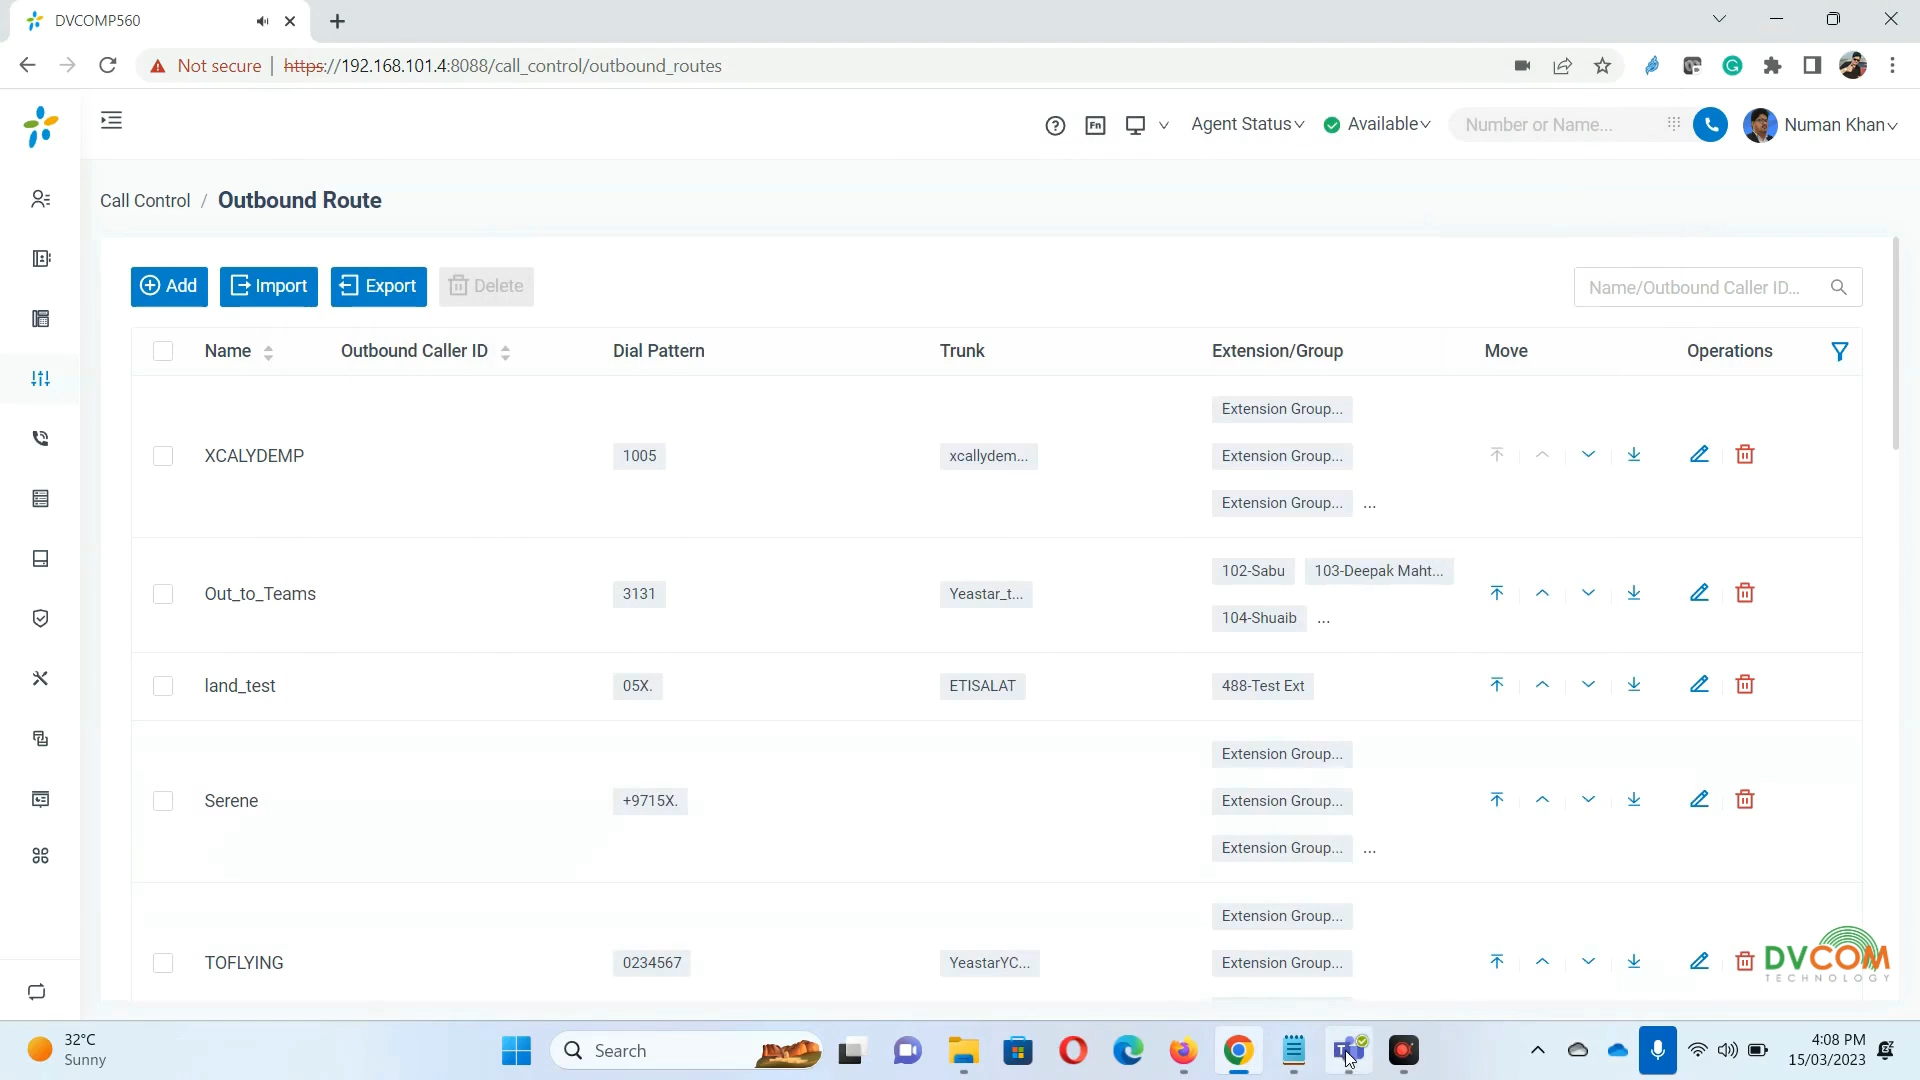 DVCOMP560
Not secure | https://192.168.101.4:8088/call_control/outbound_routes
Fn Agent Status Available Number or Name... Numan Khan
Call Control / Outbound Route
Add Import Export Delete Name/Outbound Caller ID...
Name Outbound Caller ID Dial Pattern Trunk Extension/Group Move Operations
Extension Group...
XCALYDEMP 1005 xcallydem... Extension Group...
Extension Group... ...
102-Sabu 103-Deepak Maht...
Out_to_Teams 3131 Yeastar_t...
104-Shuaib ...
land_test 05X. ETISALAT 488-Test Ext
Extension Group...
Serene +9715X. Extension Group...
Extension Group... ...
Extension Group...
TOFLYING 0234567 YeastarYC... Extension Group...
DVCOM
TECHNOLOGY
32°C
Sunny
Search
4:08 PM
15/03/2023